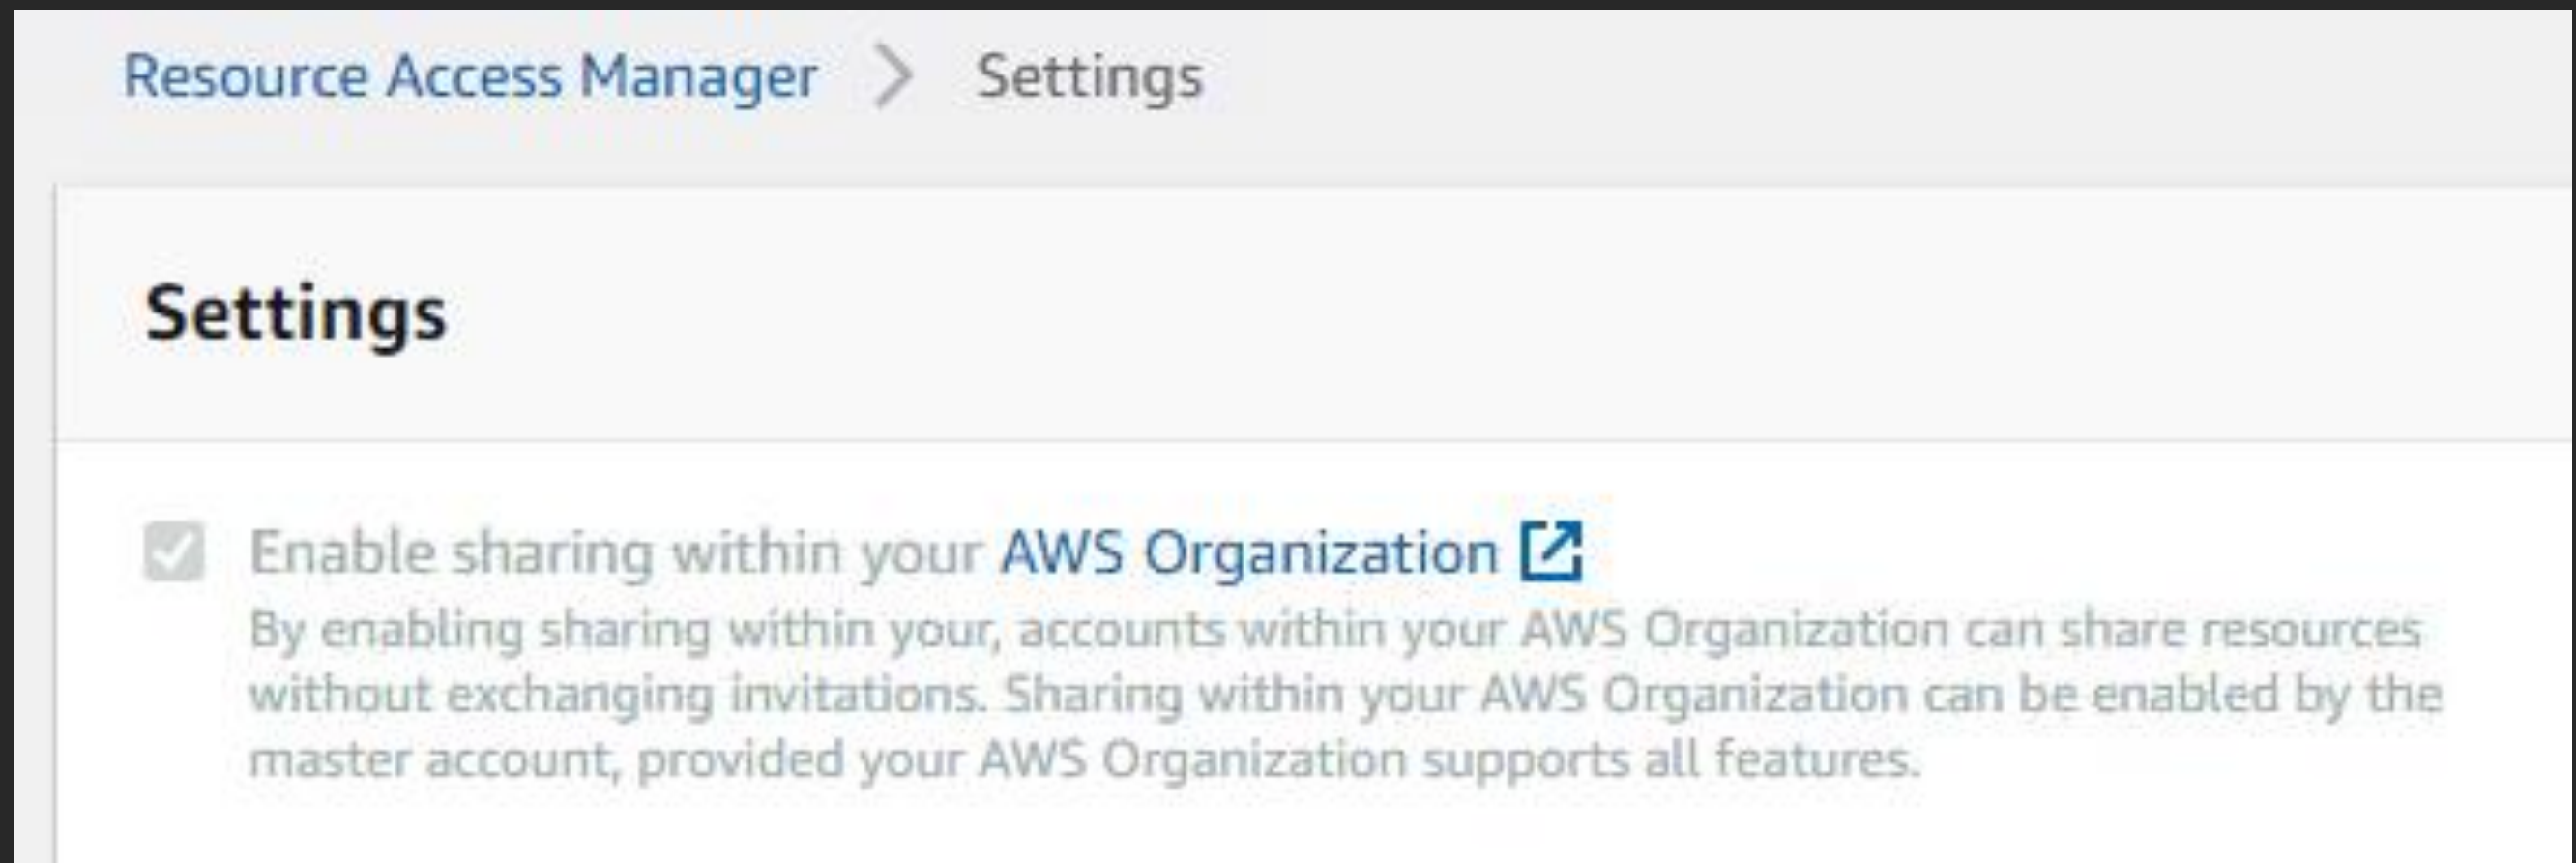 Resource Access Manager > Settings
Settings
Enable sharing within your AWS Organization
By enabling sharing within your, accounts within your AWS Organization can share resources
without exchanging invitations. Sharing within your AWS Organization can be enabled by the
master account, provided your AWS Organization supports all features.